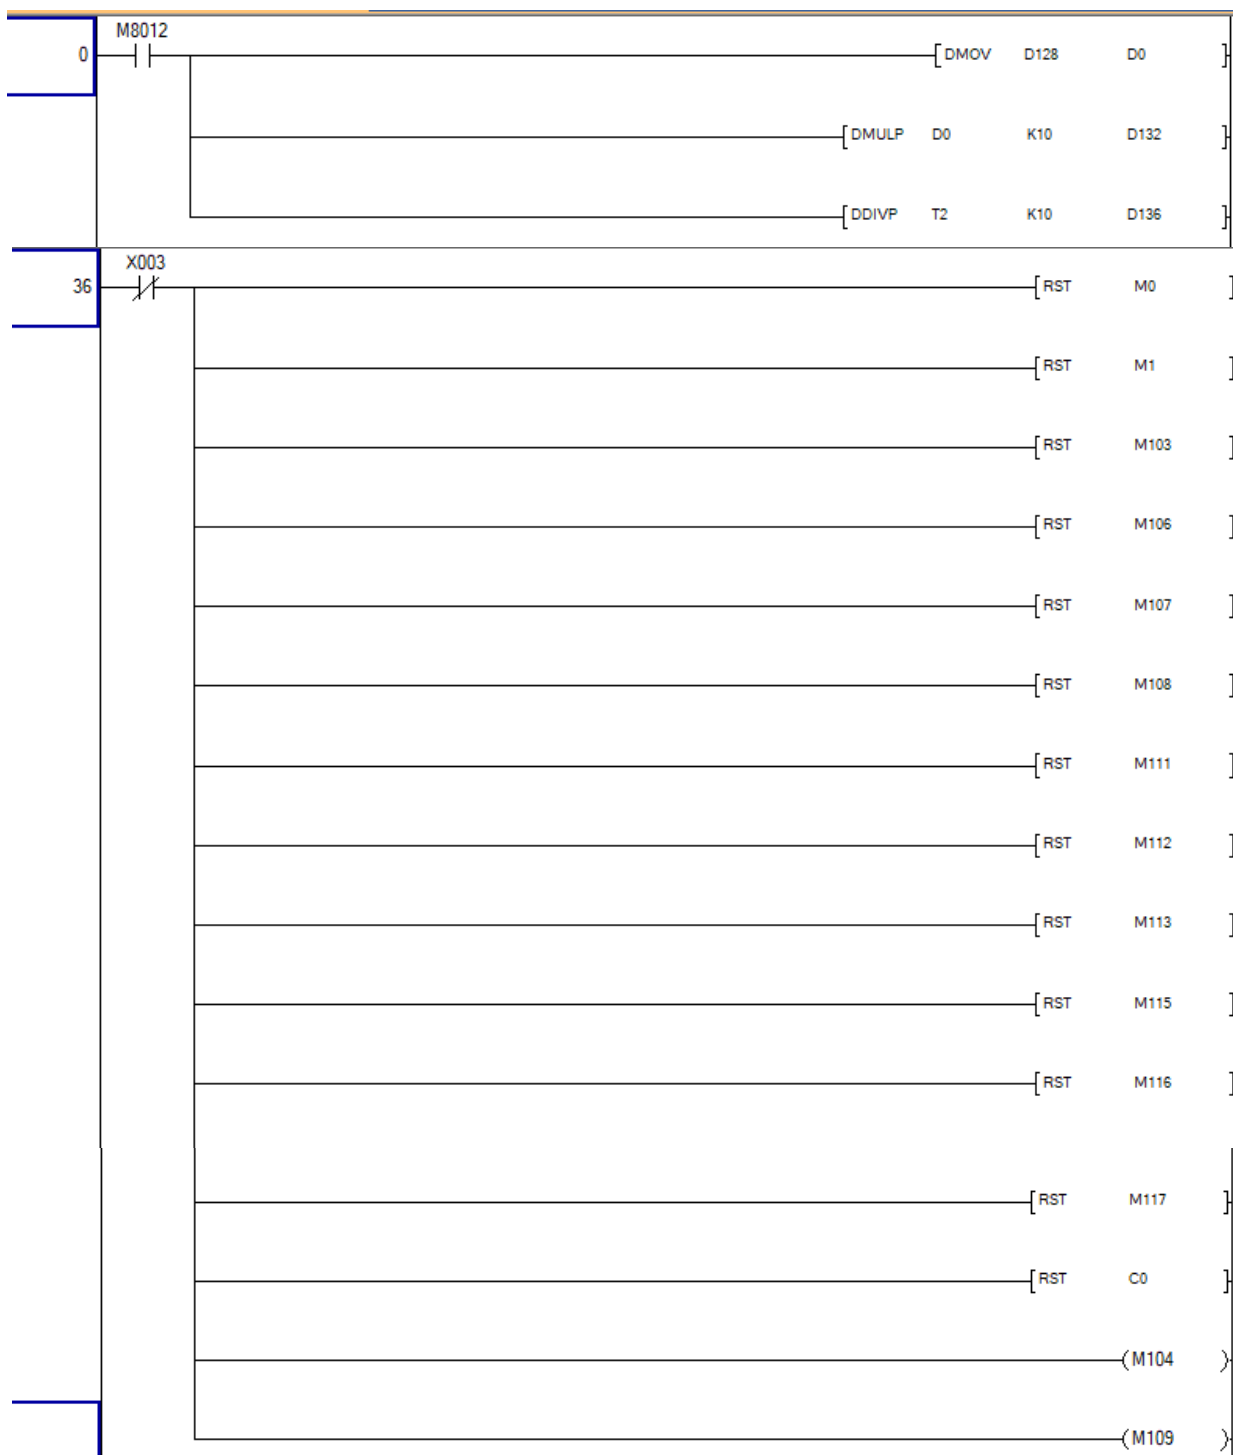 M8012
0 [ DMOV D128 D0 ]
[ DMULP D0 K10 D132 ]
[ DDIVP T2 K10 D136 ]
X003
36 [ RST M0 ]
[ RST M1 ]
[ RST M103 ]
[ RST M106 ]
[ RST M107 ]
[ RST M108 ]
[ RST M111 ]
[ RST M112 ]
[ RST M113 ]
[ RST M115 ]
[ RST M116 ]
[ RST M117 ]
[ RST C0 ]
(M104 )
(M109 )